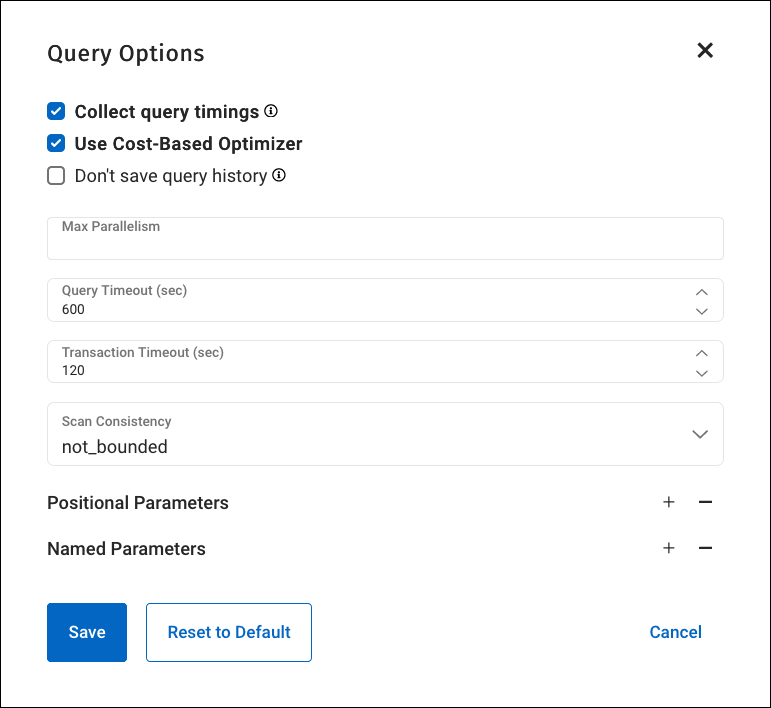 Query Options
Collect query timings
Use Cost-Based Optimizer
Don't save query history
Max Parallelism
Query Timeout (sec)
600
Transaction Timeout (sec)
120
Scan Consistency
not_bounded
Positional Parameters
Named Parameters
Save Reset to Default Cancel